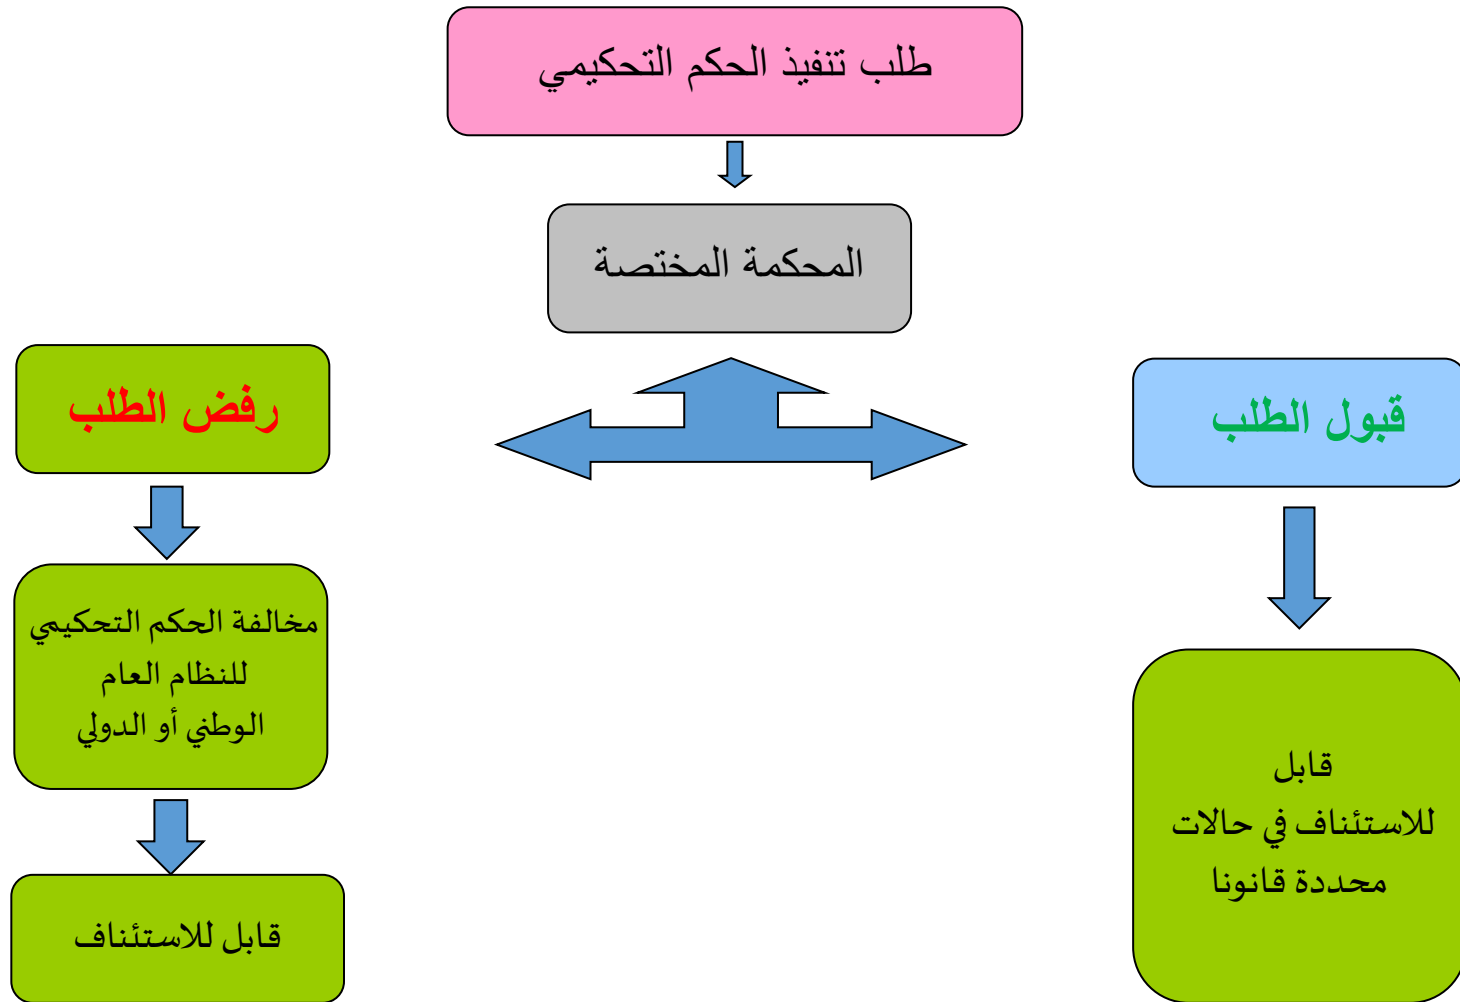 طلب تنفيذ الحكم التحكيمي
المحكمة المختصة
قبول الطلب
قابل
للاستئناف في حالات
محددة قانونا
رفض الطلب
مخالفة الحكم التحكيمي
للنظام العام
الوطني أو الدولي
قابل للاستئناف